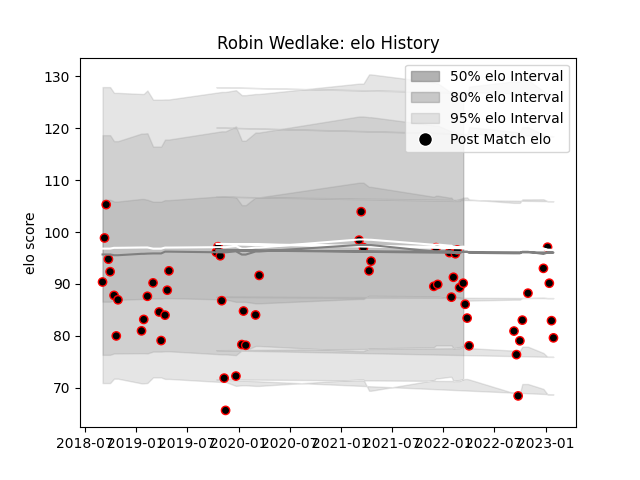 Robin Wedlake: elo History
50% elo Interval
80% elo Interval
95% elo Interval
Post Match elo
elo score
130
120
110
100
90
80
70
2018-07 2019-01 2019-07 2020-01 2020-07 2021-01 2021-07 2022-01 2022-07 2023-01